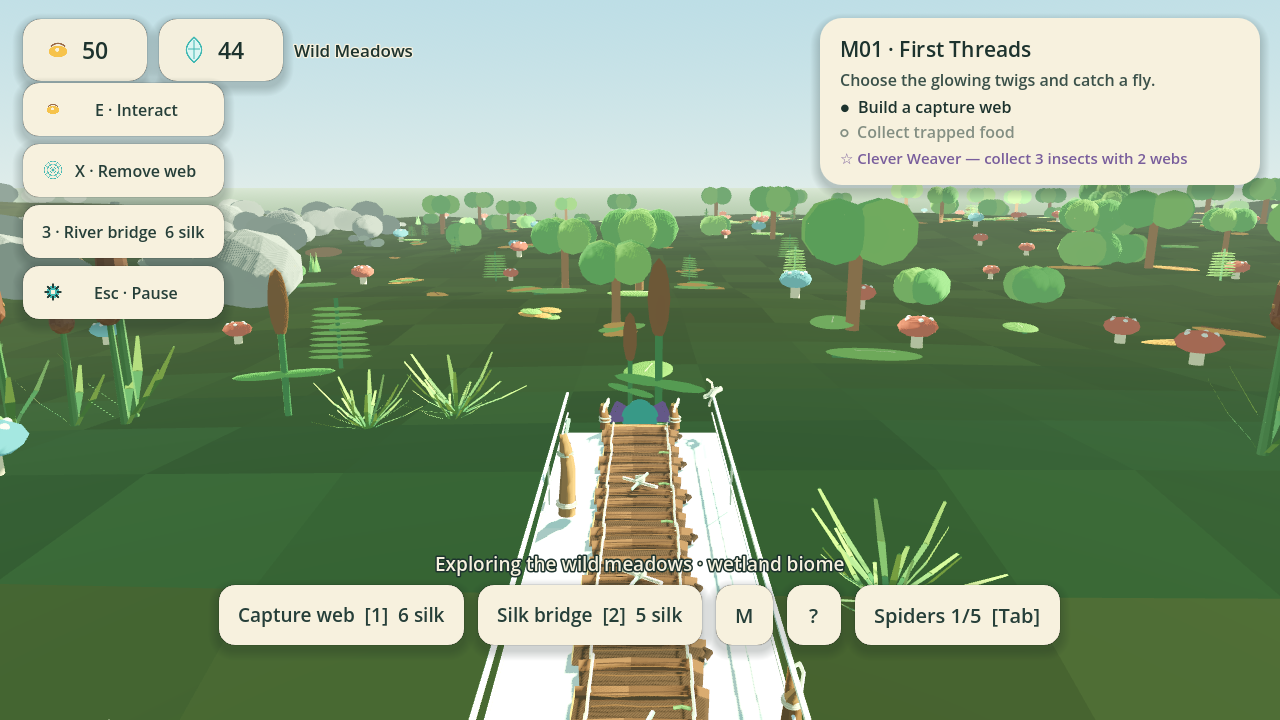 50
44
Wild Meadows
E · Interact
X · Remove web
3 · River bridge 6 silk
Esc · Pause
M01 · First Threads
Choose the glowing twigs and catch a fly.
Build a capture web
Collect trapped food
☆ Clever Weaver — collect 3 insects with 2 webs
Exploring the wild meadows · wetland biome
Capture web [1] 6 silk
Silk bridge [2] 5 silk
M
?
Spiders 1/5 [Tab]